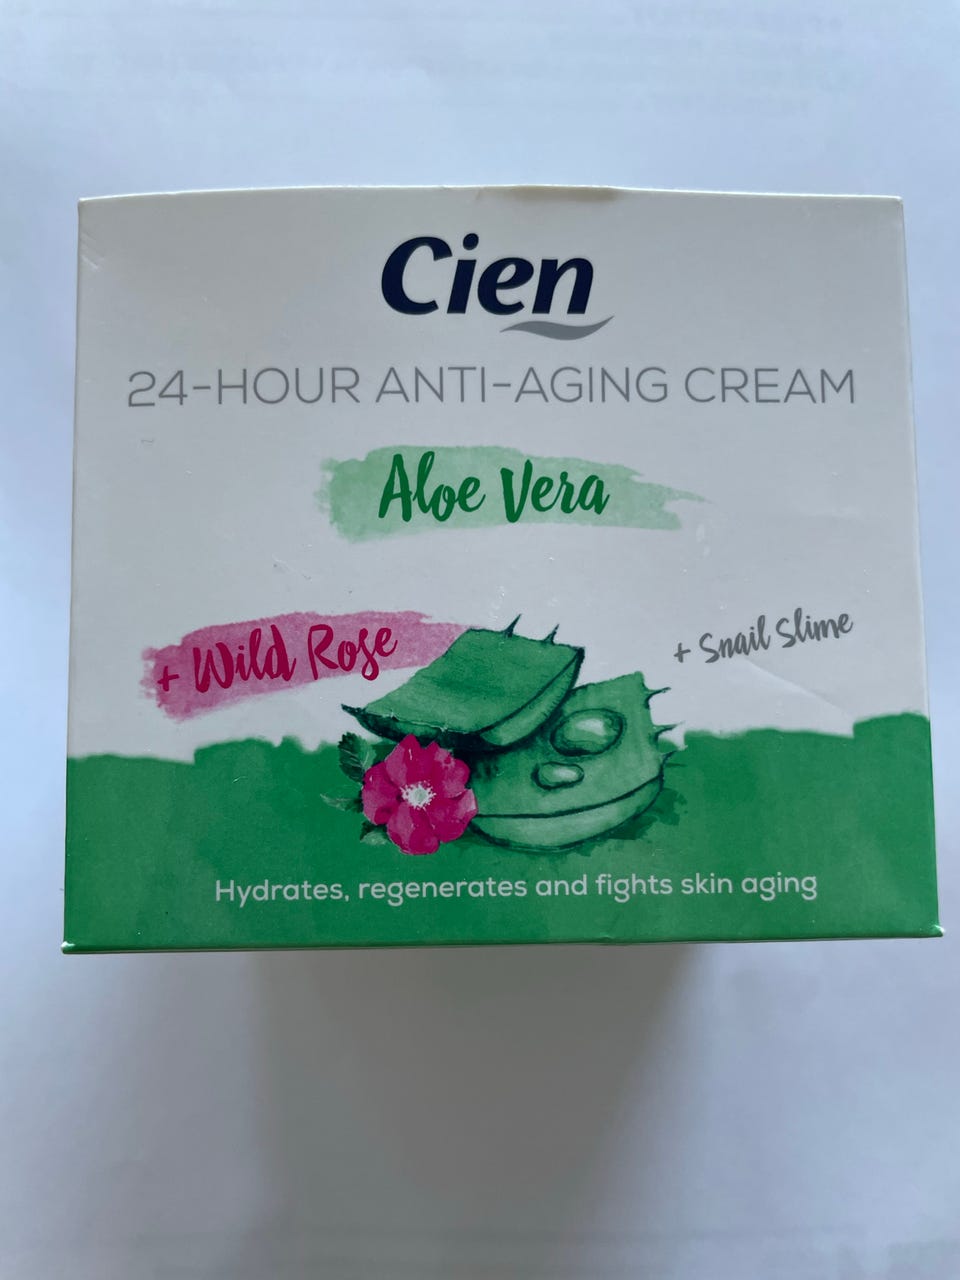 Cien
24-HOUR ANTI-AGING CREAM
Aloe Vera
+ Wild Rose
+ Snail Slime
Hydrates, regenerates and fights skin aging